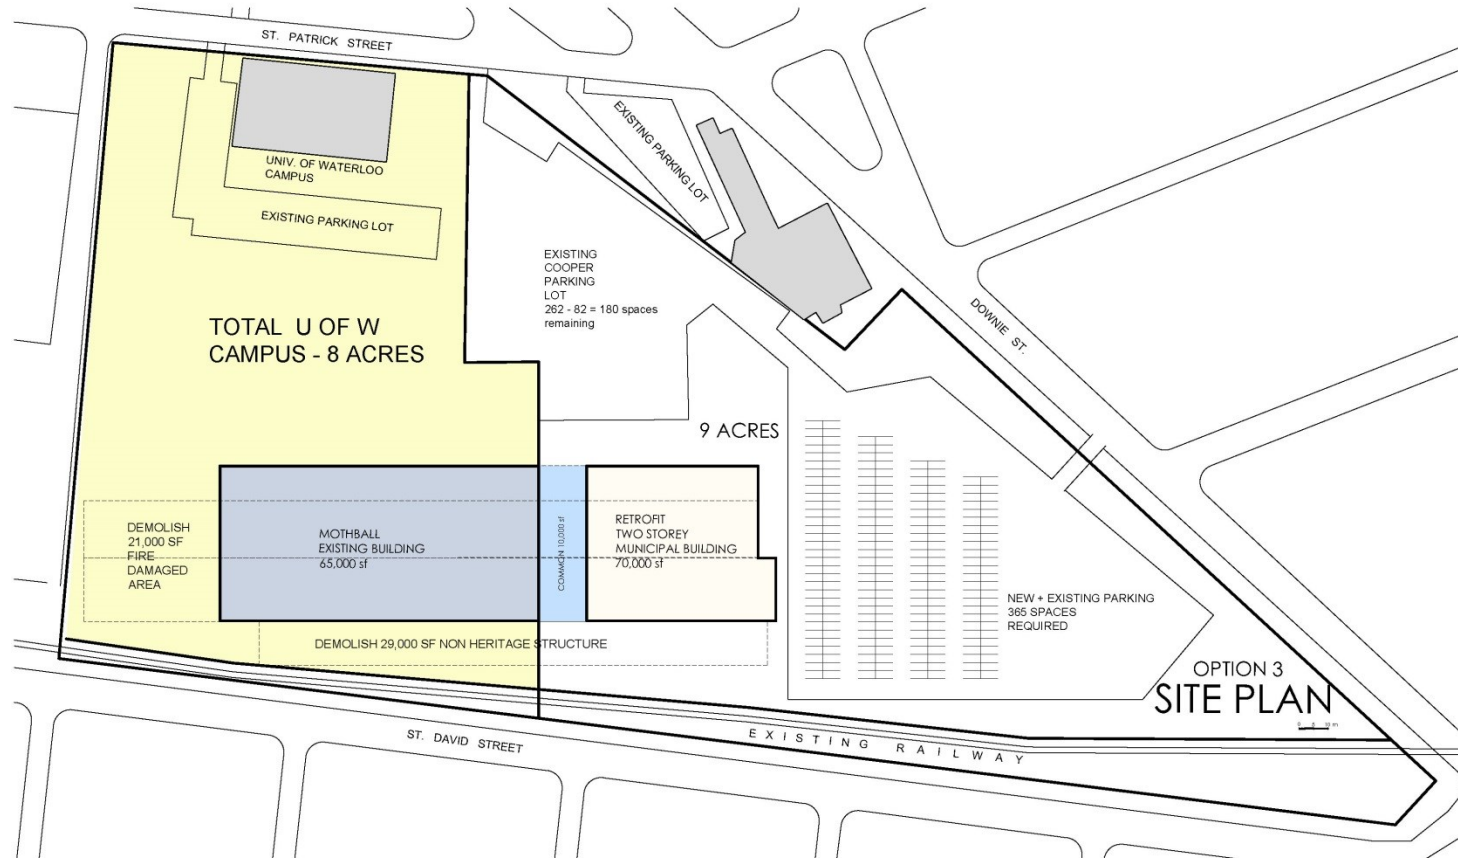 ST. PATRICK STREET
EXISTING PARKING LOT
UNIV. OF WATERLOO
CAMPUS
EXISTING PARKING LOT
EXISTING
COOPER
PARKING
LOT
262 - 82 = 180 spaces
remaining
DOWNIE ST.
TOTAL U OF W
CAMPUS - 8 ACRES
9 ACRES
DEMOLISH
21,000 SF
FIRE
DAMAGED
AREA
MOTHBALL
EXISTING BUILDING
65,000 sf
COMMON 10,000 sf
RETROFIT
TWO STOREY
MUNICIPAL BUILDING
70,000 sf
NEW + EXISTING PARKING
365 SPACES
REQUIRED
DEMOLISH 29,000 SF NON HERITAGE STRUCTURE
OPTION 3
SITE PLAN
ST. DAVID STREET
EXISTING RAILWAY